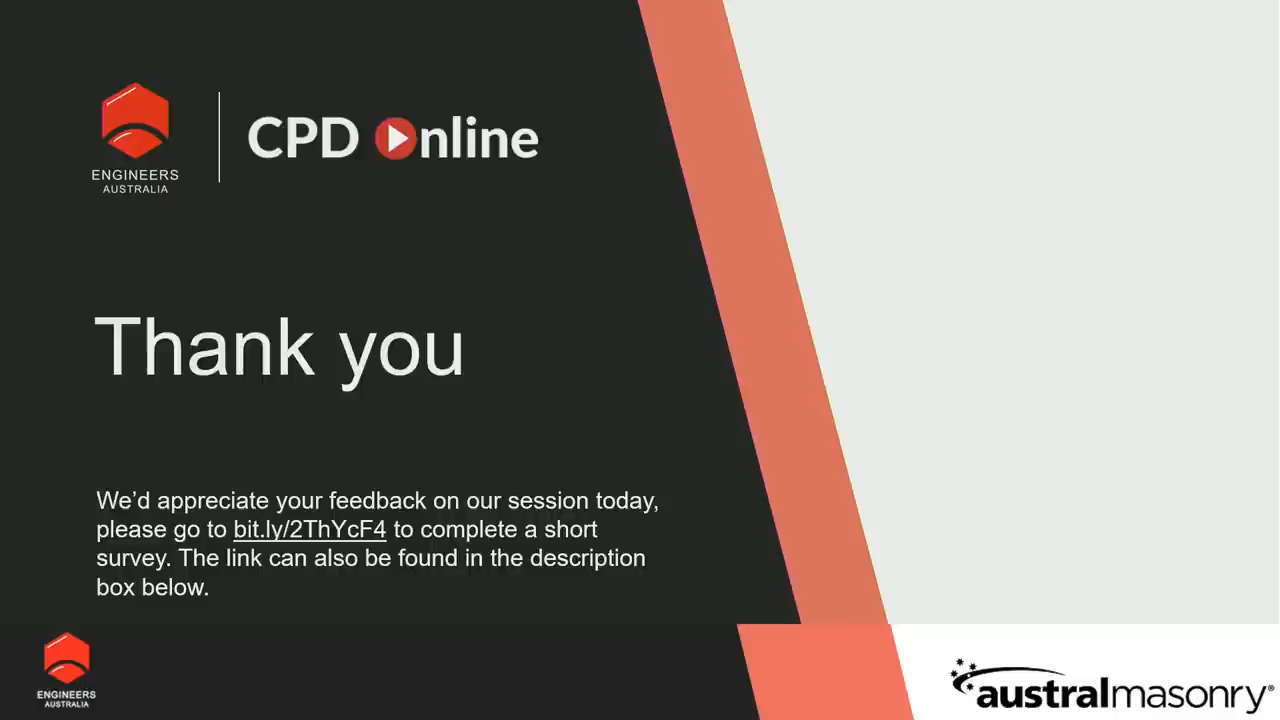 ENGINEERS
AUSTRALIA
CPD Online
Thank you
We’d appreciate your feedback on our session today,
please go to bit.ly/2ThYcF4 to complete a short
survey. The link can also be found in the description
box below.
ENGINEERS
AUSTRALIA
australmasonry®